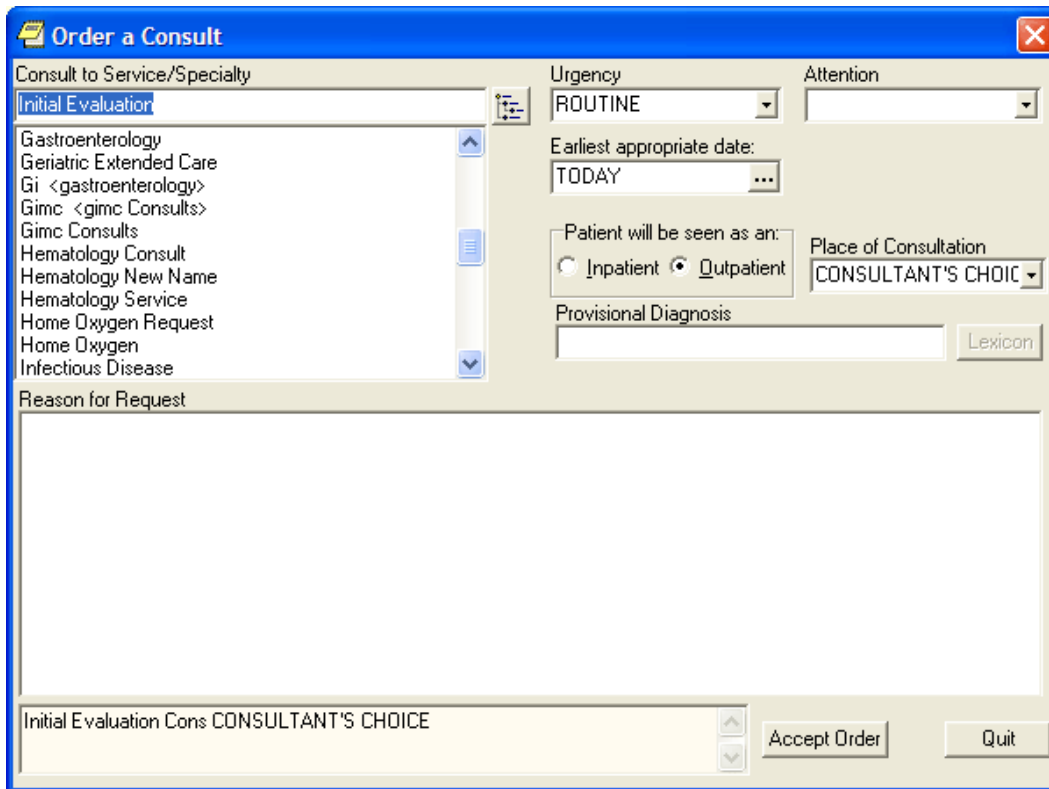 Order a Consult
Consult to Service/Specialty
Urgency
Attention
Initial Evaluation
ROUTINE
Gastroenterology
Geriatric Extended Care
Gi <gastroenterology>
Gimc <gimc Consults>
Gimc Consults
Hematology Consult
Hematology New Name
Hematology Service
Home Oxygen Request
Home Oxygen
Infectious Disease
Earliest appropriate date:
TODAY
...
Patient will be seen as an:
Inpatient
Outpatient
Place of Consultation
CONSULTANT'S CHOIC
Provisional Diagnosis
Lexicon
Reason for Request
Initial Evaluation Cons CONSULTANT'S CHOICE
Accept Order
Quit